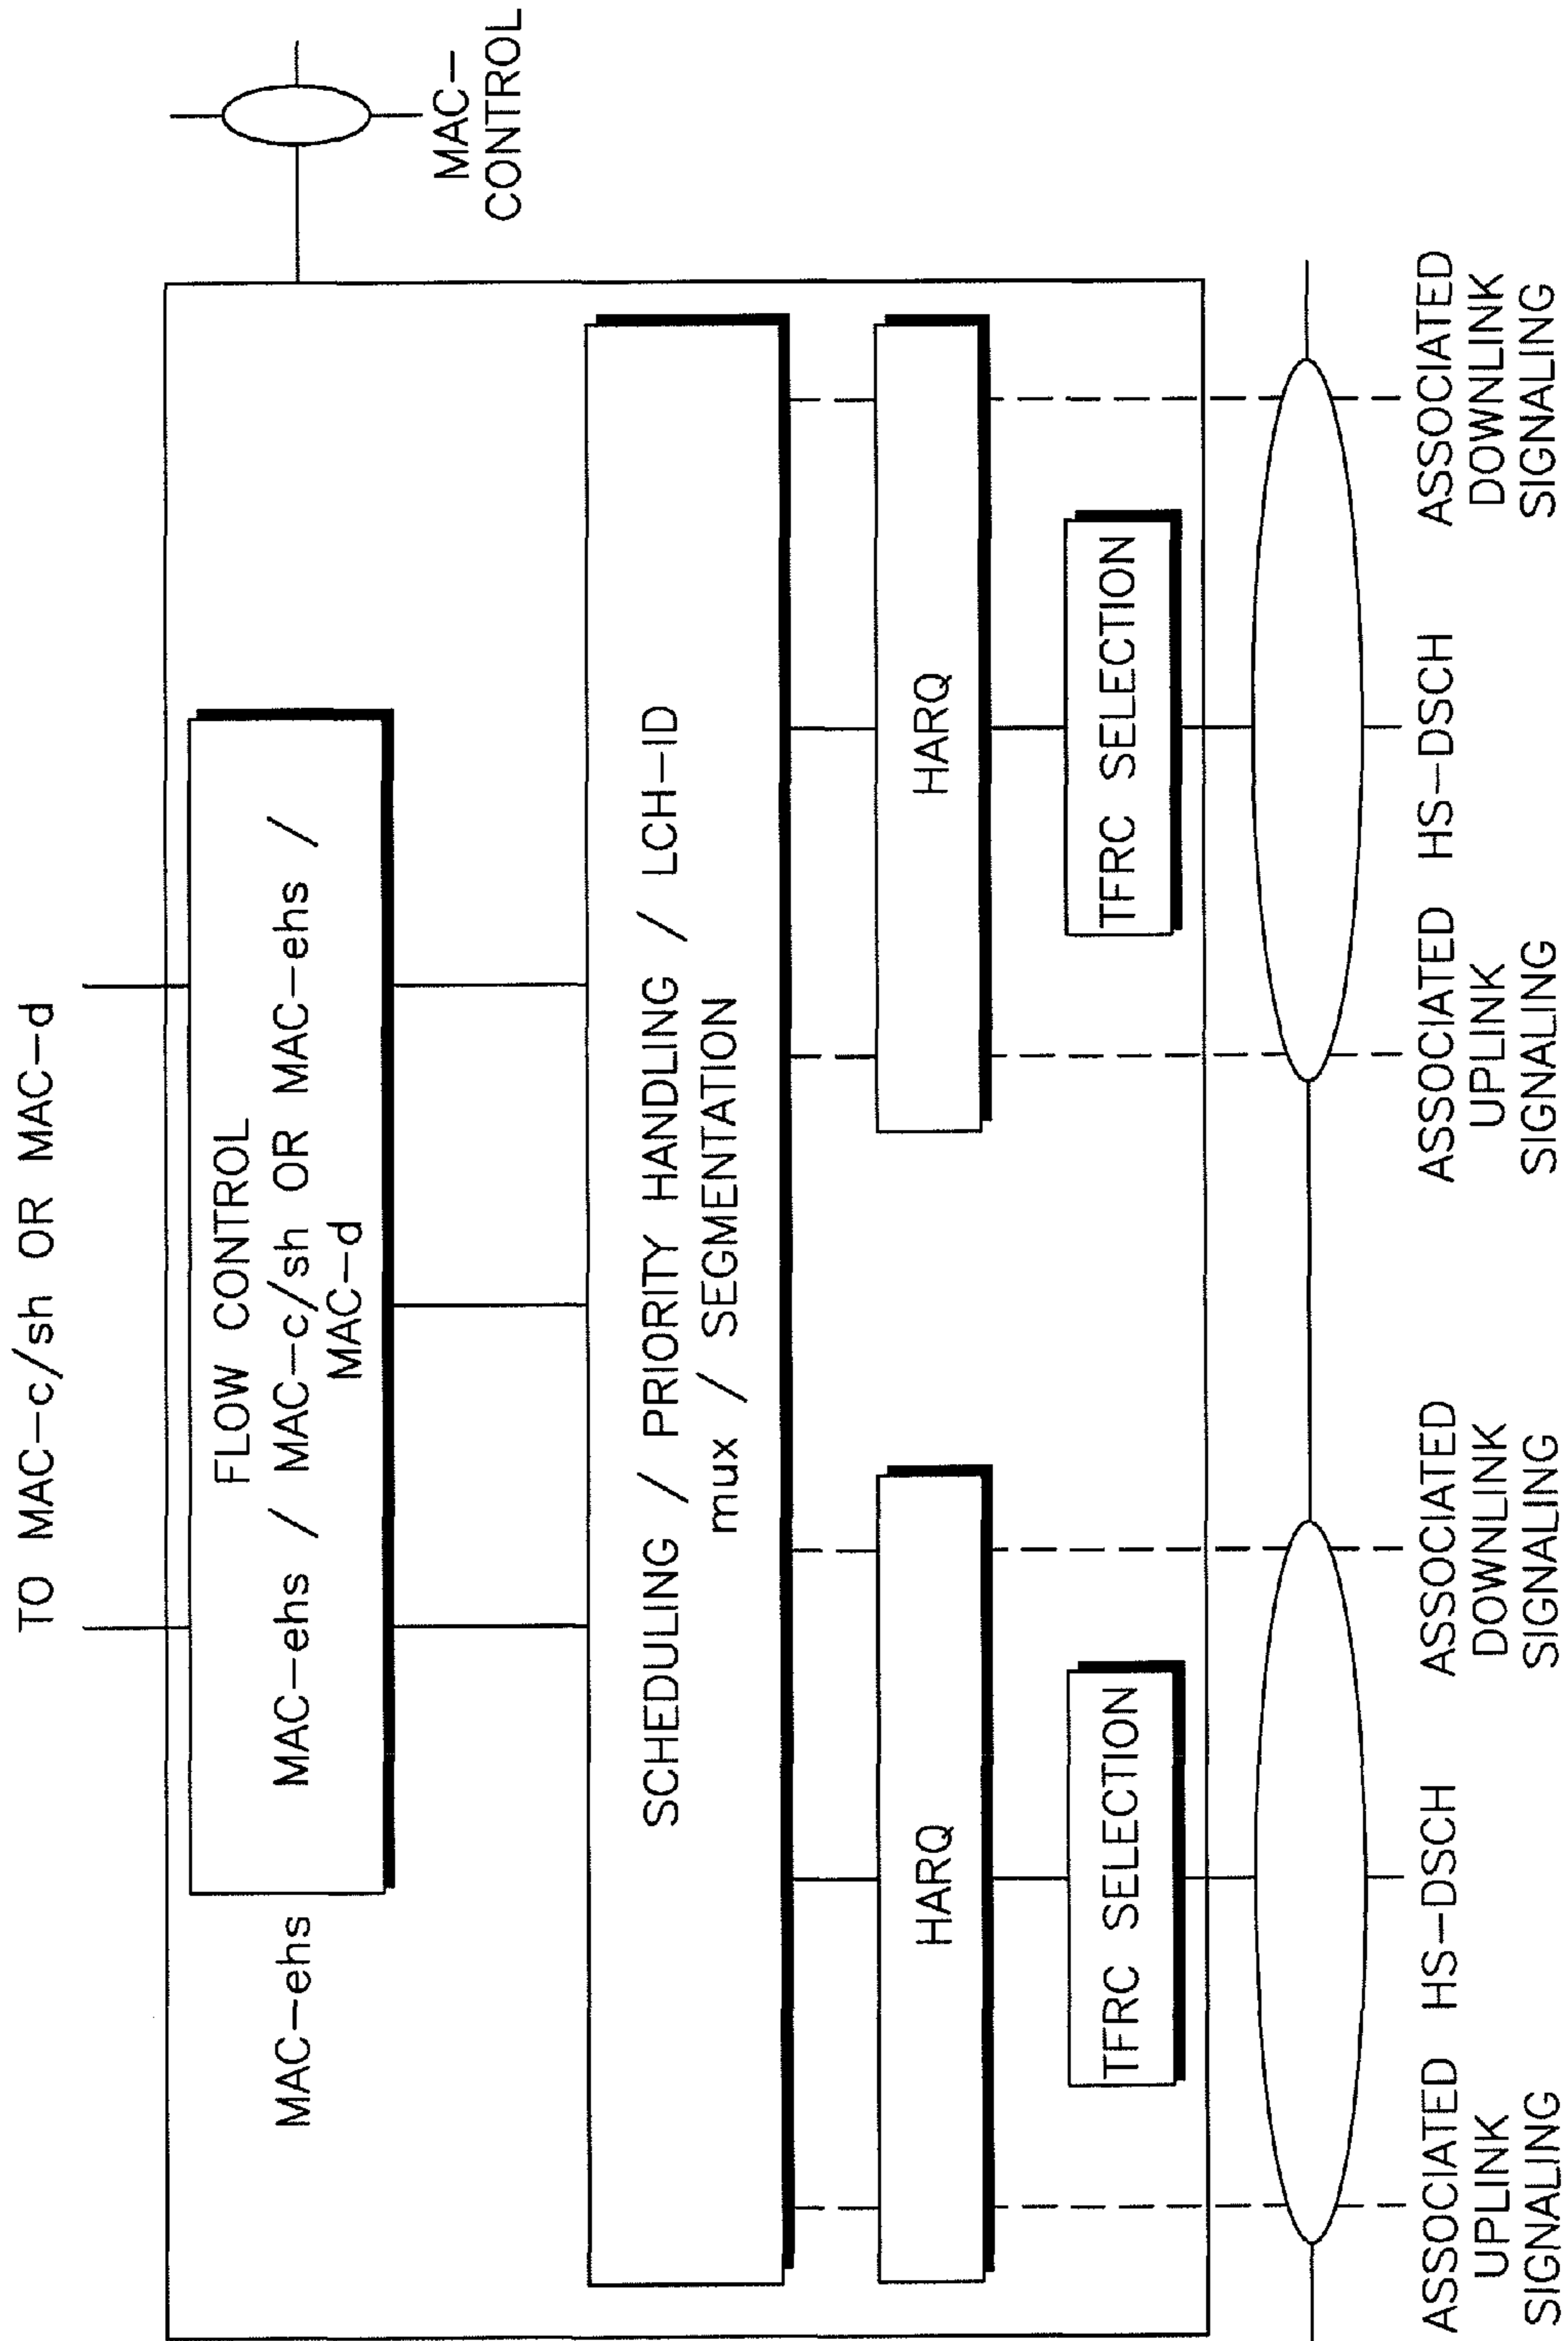 TO MAC-c/sh OR MAC-d
MAC-ehs
FLOW CONTROL
MAC-ehs / MAC-c/sh OR MAC-ehs /
MAC-d
MAC-
CONTROL
SCHEDULING / PRIORITY HANDLING / LCH-ID
mux / SEGMENTATION
HARQ
HARQ
TFRC SELECTION
TFRC SELECTION
ASSOCIATED
UPLINK
SIGNALING
HS-DSCH
ASSOCIATED
DOWNLINK
SIGNALING
ASSOCIATED
UPLINK
SIGNALING
HS-DSCH
ASSOCIATED
DOWNLINK
SIGNALING